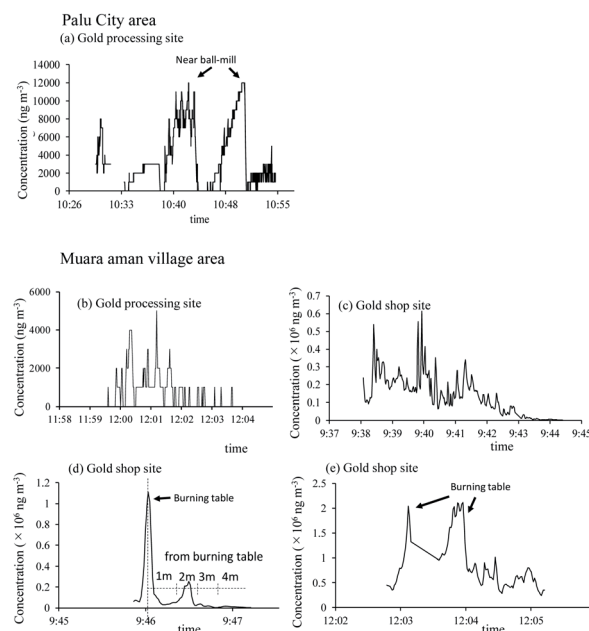 Palu City area
(a) Gold processing site
Near ball-mill
Concentration (ng m-3)
14000
12000
10000
8000
6000
4000
2000
0
10:26 10:33 10:40 10:48 10:55
time
Muara aman village area
(b) Gold processing site
Concentration (ng m-3)
6000
4000
2000
0
11:58 11:59 12:00 12:01 12:02 12:03 12:04
time
(c) Gold shop site
Concentration (×10⁶ ng m-3)
0.7
0.6
0.5
0.4
0.3
0.2
0.1
0
9:37 9:38 9:39 9:40 9:41 9:42 9:43 9:44 9:45
time
(d) Gold shop site
Concentration (×10⁶ ng m-3)
1.2
1
0.8
0.6
0.4
0.2
0
Burning table
from burning table
1m 2m 3m 4m
9:45 9:46 9:47
time
(e) Gold shop site
Concentration (×10⁶ ng m-3)
2.5
2
1.5
1
0.5
0
Burning table
12:02 12:03 12:04 12:05
time